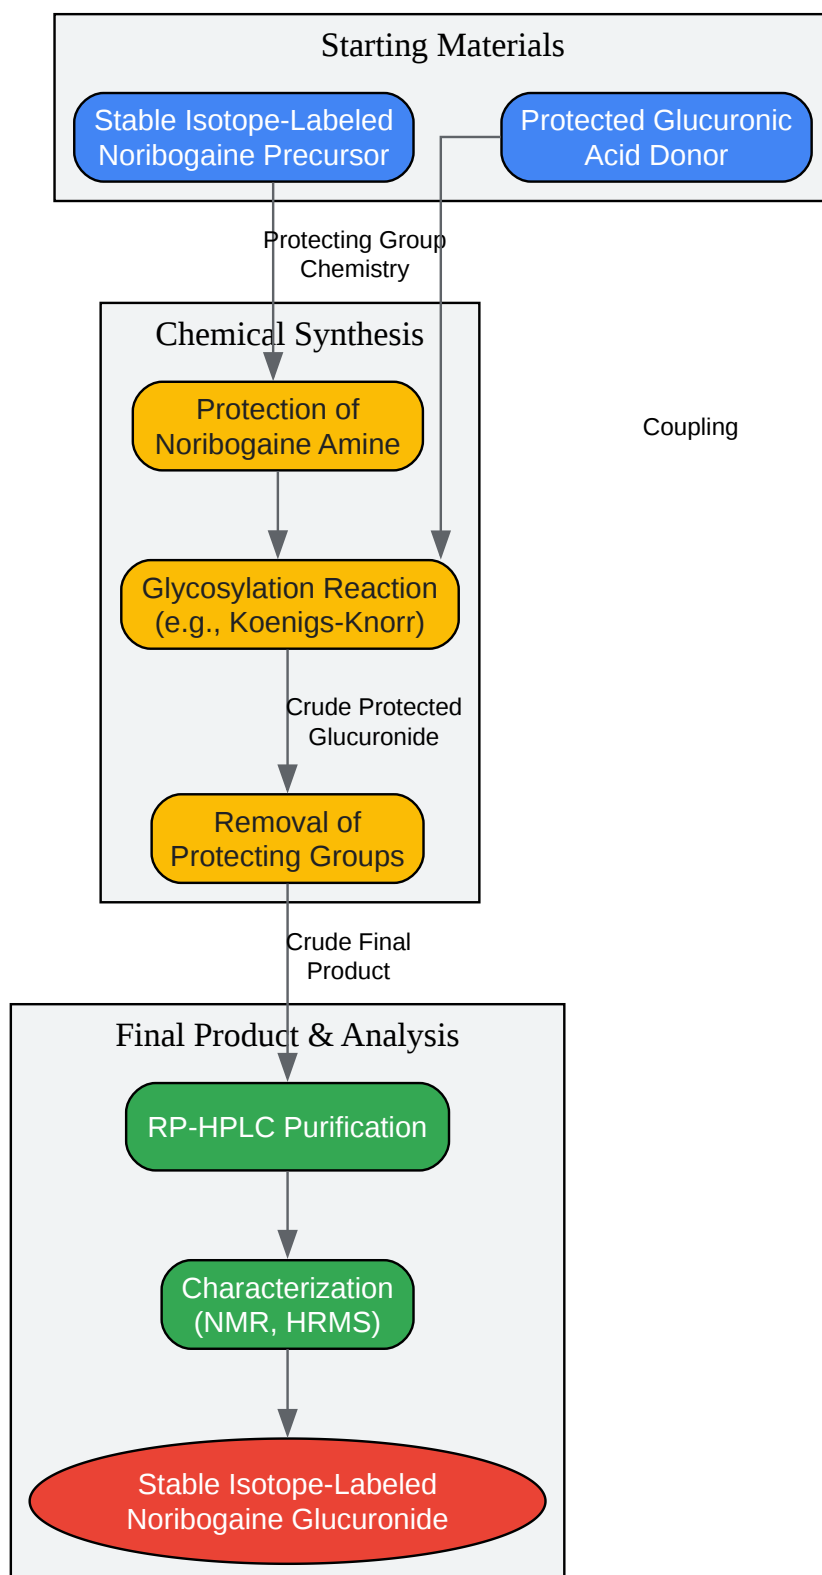 Starting Materials
Stable Isotope-Labeled
Noribogaine Precursor
Protected Glucuronic
Acid Donor
Protecting Group
Chemistry
Chemical Synthesis
Protection of
Noribogaine Amine
Coupling
Glycosylation Reaction
(e.g., Koenigs-Knorr)
Crude Protected
Glucuronide
Removal of
Protecting Groups
Crude Final
Product
Final Product & Analysis
RP-HPLC Purification
Characterization
(NMR, HRMS)
Stable Isotope-Labeled
Noribogaine Glucuronide